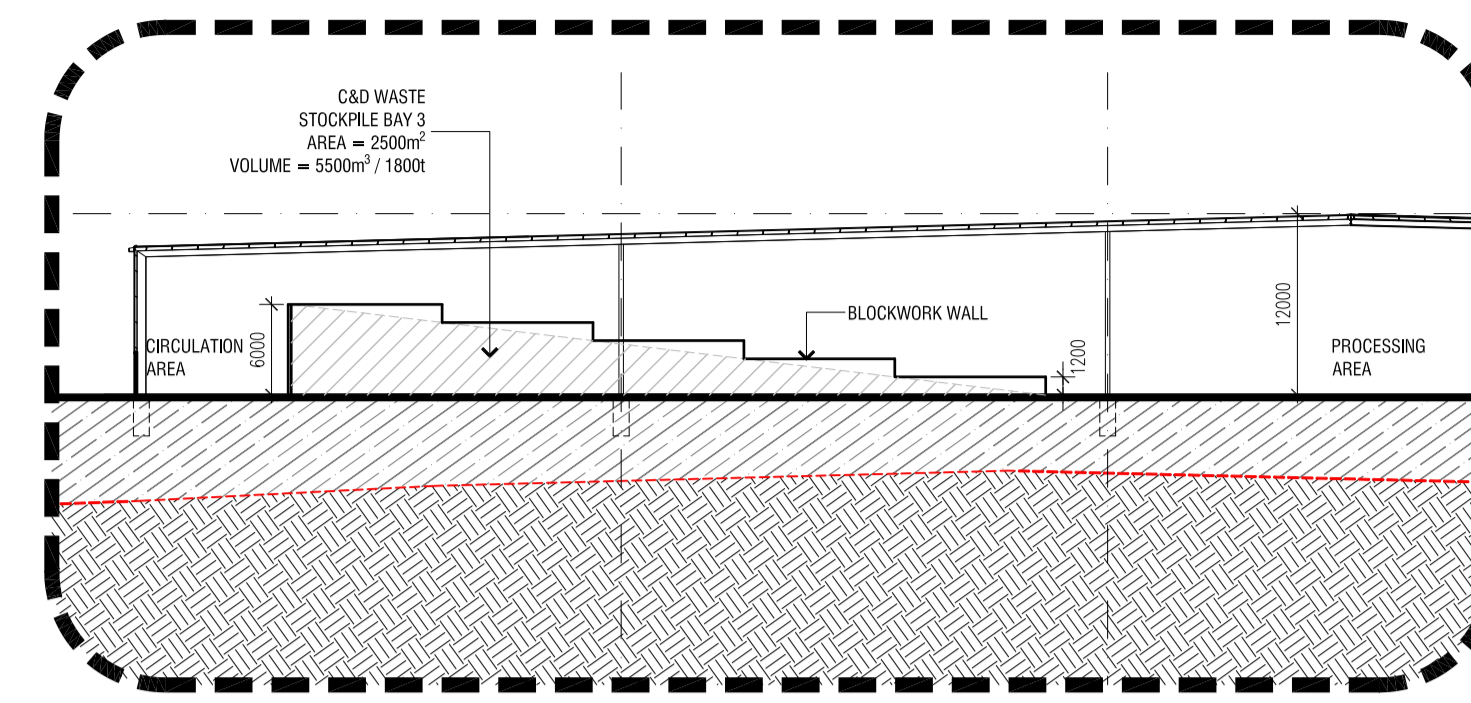 C&D WASTE
STOCKPILE BAY 3
AREA = 2500m²
VOLUME = 5500m³ / 1800t
BLOCKWORK WALL
12000
CIRCULATION
AREA
6000
1200
PROCESSING
AREA